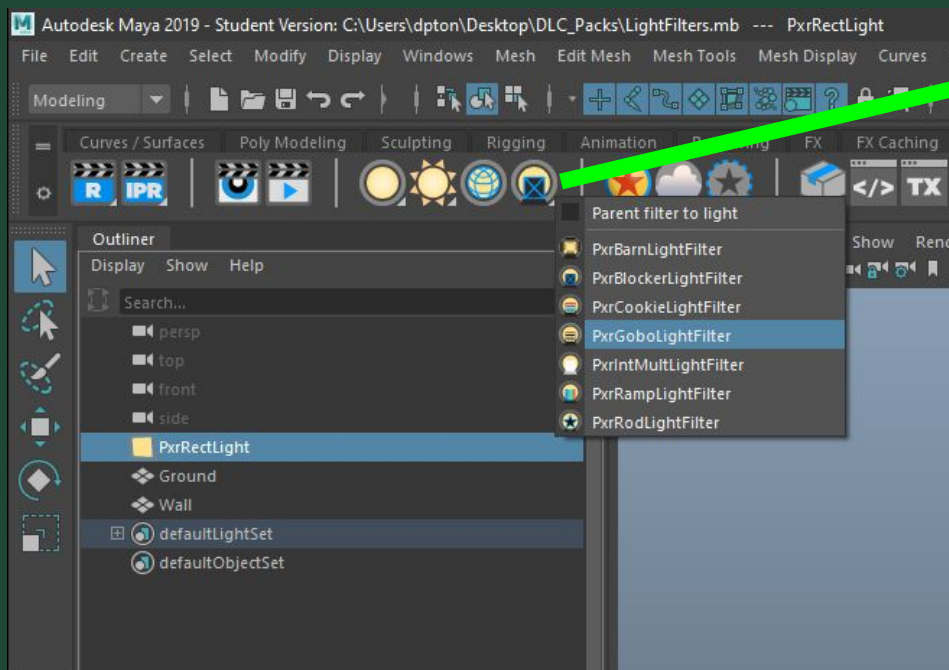 Autodesk Maya 2019 - Student Version: C:\Users\dpton\Desktop\DLC_Packs\LightFilters.mb --- PxrRectLight
File Edit Create Select Modify Display Windows Mesh Edit Mesh Mesh Tools Mesh Display Curves
Modeling
Curves / Surfaces Poly Modeling Sculpting Rigging Animation FX FX Caching
R IPR </> TX
Parent filter to light
PxrBarnLightFilter
PxrBlockerLightFilter
PxrCookieLightFilter
PxrGoboLightFilter
PxrIntMultLightFilter
PxrRampLightFilter
PxrRodLightFilter
Outliner
Display Show Help
Search...
persp
top
front
side
PxrRectLight
Ground
Wall
defaultLightSet
defaultObjectSet
Show